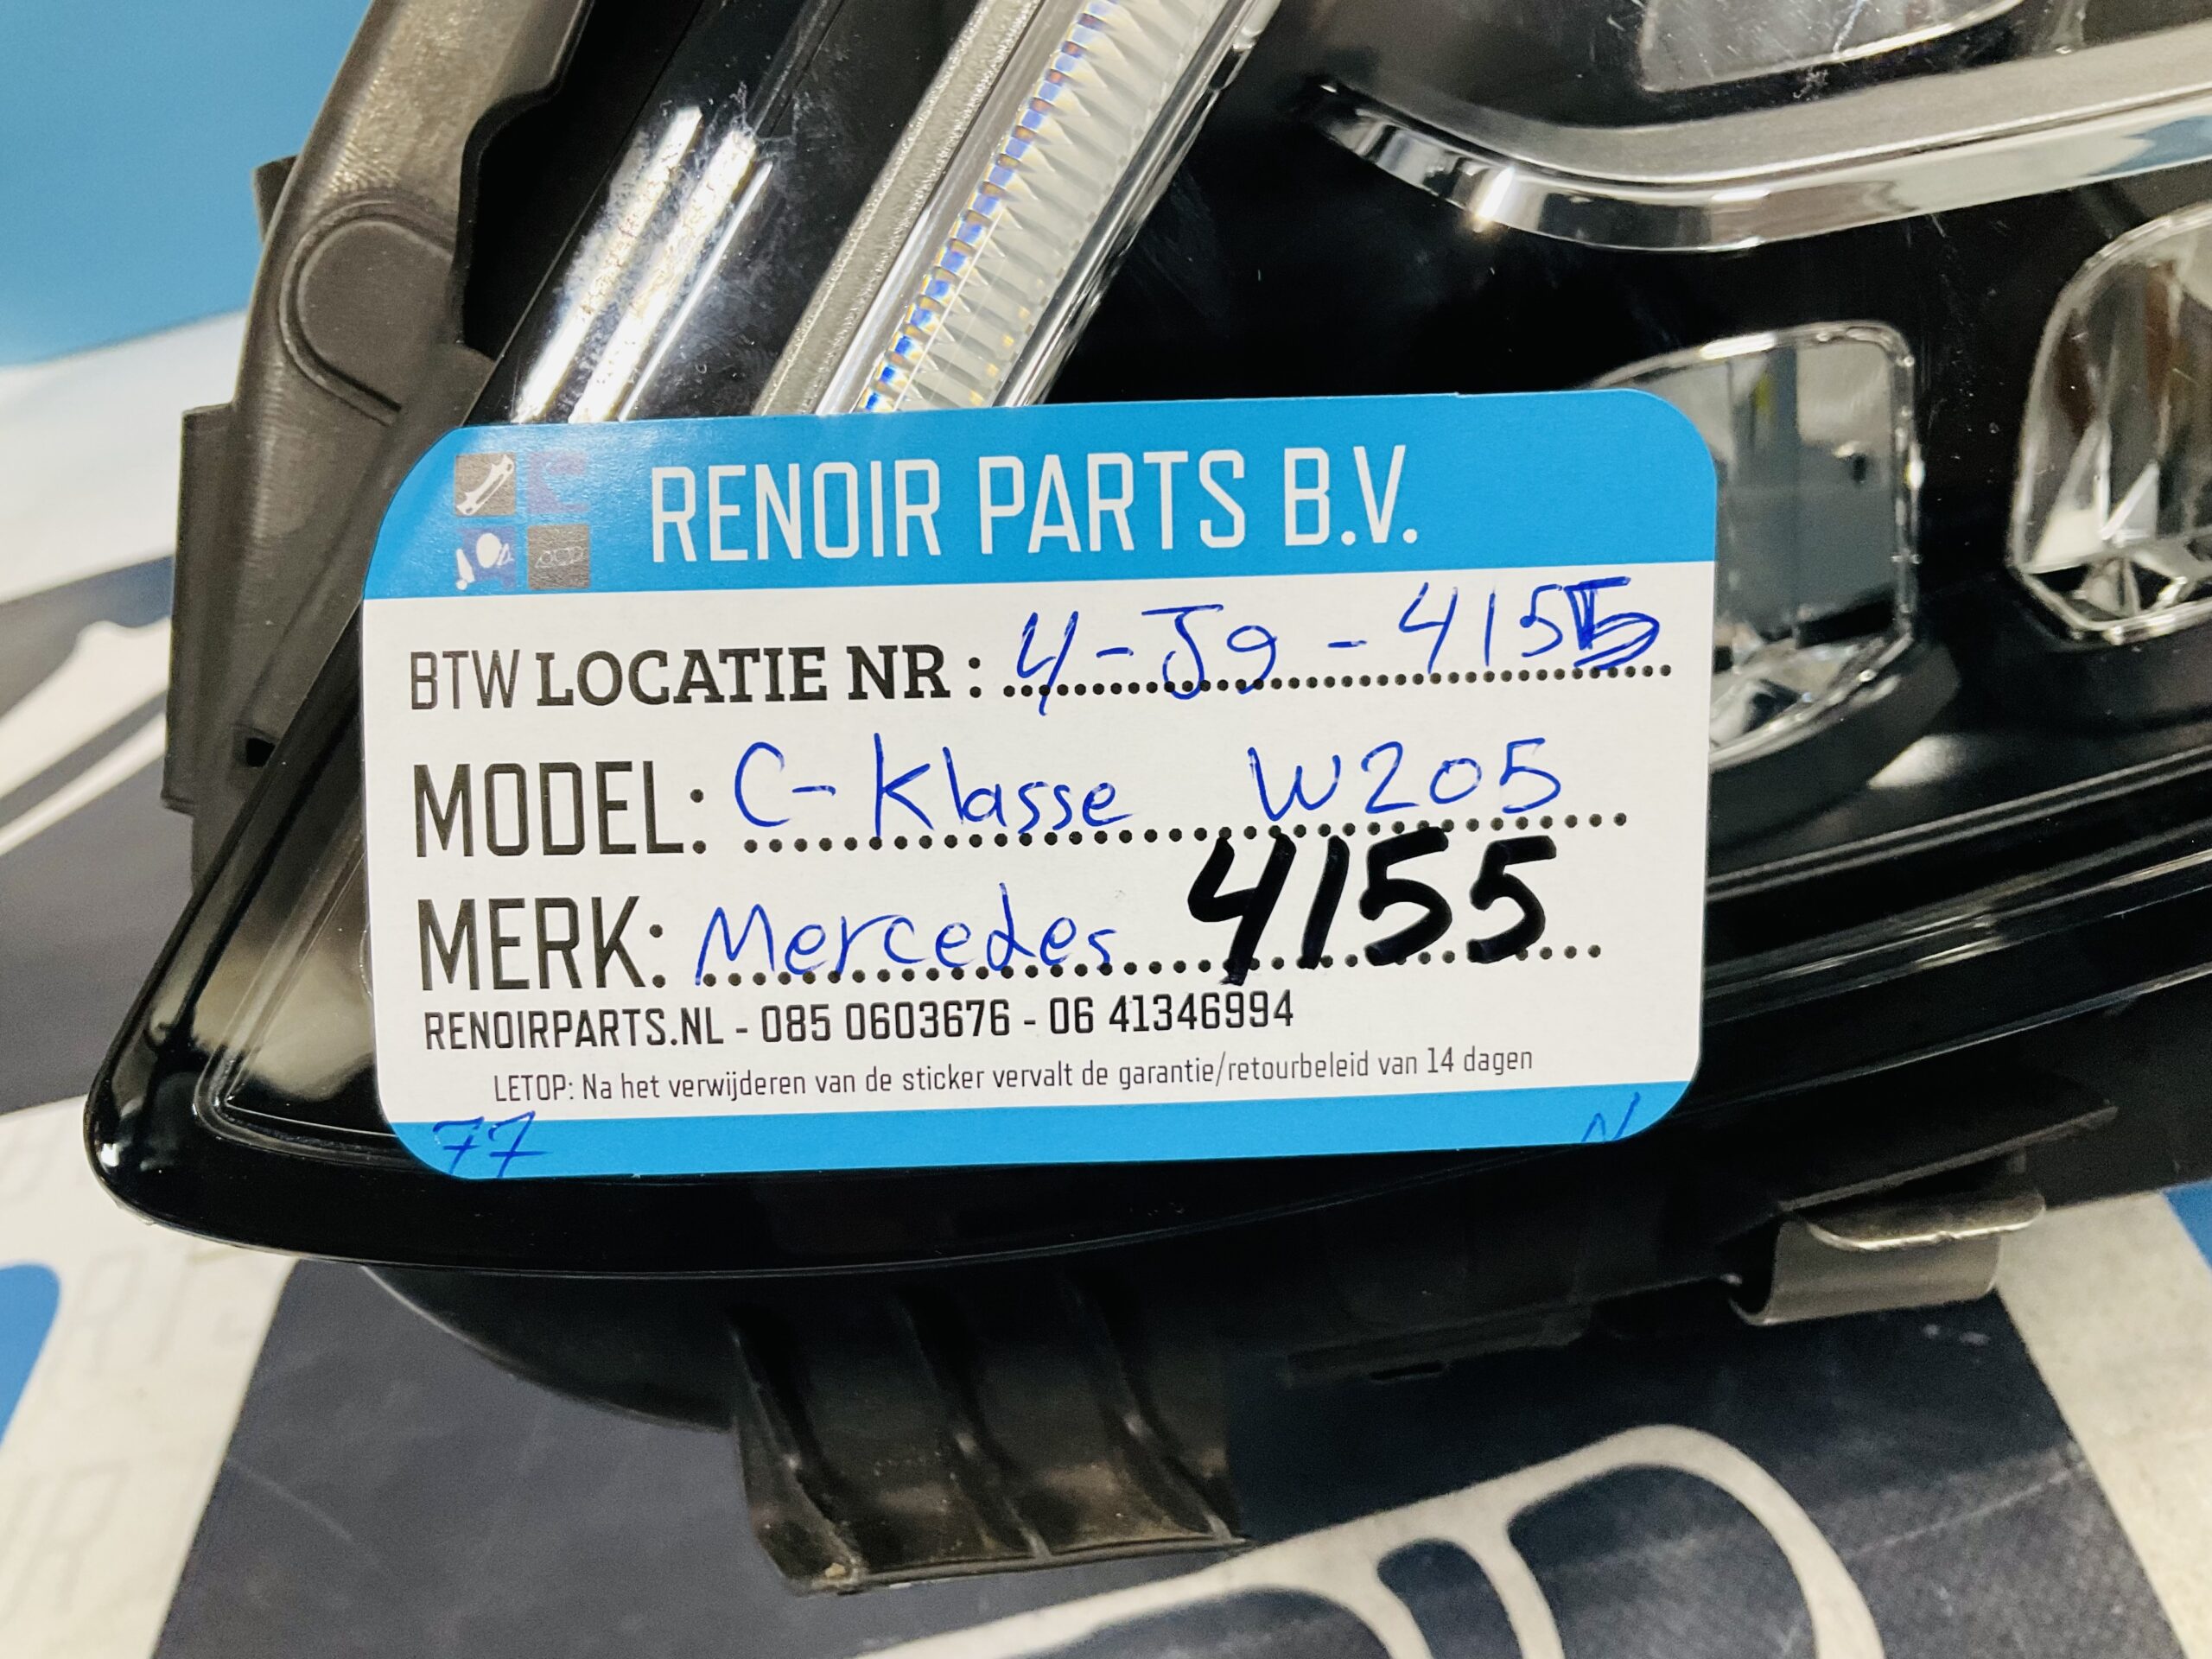 RENOIR PARTS B.V.
BTW LOCATIE NR : 4-J9-4155
MODEL: C-Klasse W205
4155
MERK: Mercedes
RENOIRPARTS.NL - 085 0603676 - 06 41346994
LETOP: Na het verwijderen van de sticker vervalt de garantie/retourbeleid van 14 dagen
77 N